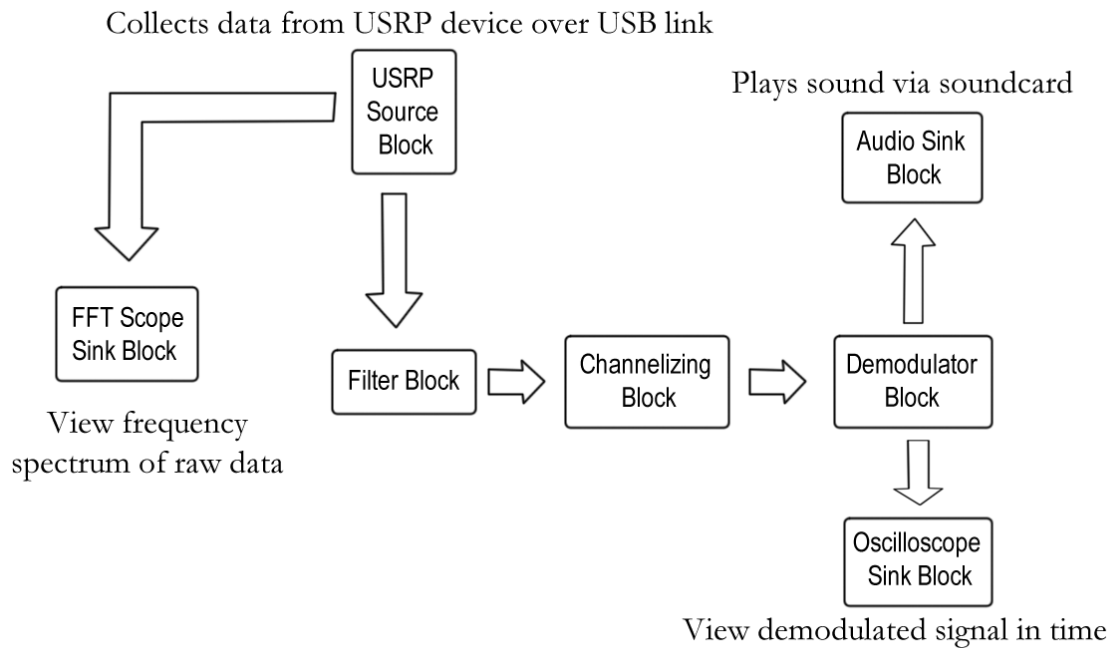 Collects data from USRP device over USB link
USRP
Source
Block
Plays sound via soundcard
Audio Sink
Block
FFT Scope
Sink Block
View frequency
spectrum of raw data
Filter Block
Channelizing
Block
Demodulator
Block
Oscilloscope
Sink Block
View demodulated signal in time